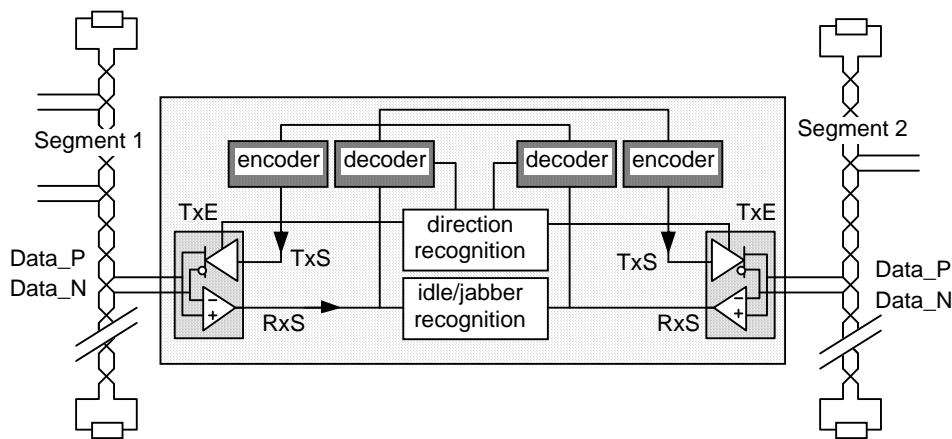 Segment 1
Segment 2
encoder
decoder
decoder
encoder
TxE
direction
recognition
TxE
TxS
TxS
Data_P
Data_N
Data_P
Data_N
idle/jabber
recognition
RxS
RxS